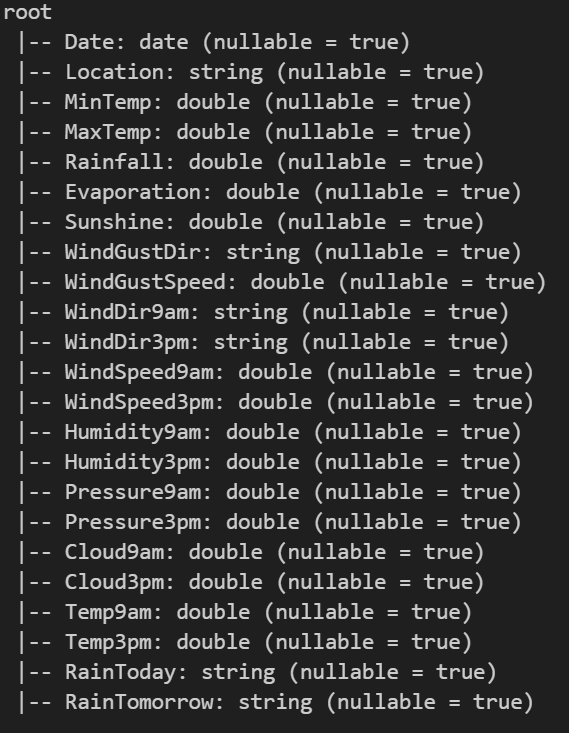 root
 |-- Date: date (nullable = true)
 |-- Location: string (nullable = true)
 |-- MinTemp: double (nullable = true)
 |-- MaxTemp: double (nullable = true)
 |-- Rainfall: double (nullable = true)
 |-- Evaporation: double (nullable = true)
 |-- Sunshine: double (nullable = true)
 |-- WindGustDir: string (nullable = true)
 |-- WindGustSpeed: double (nullable = true)
 |-- WindDir9am: string (nullable = true)
 |-- WindDir3pm: string (nullable = true)
 |-- WindSpeed9am: double (nullable = true)
 |-- WindSpeed3pm: double (nullable = true)
 |-- Humidity9am: double (nullable = true)
 |-- Humidity3pm: double (nullable = true)
 |-- Pressure9am: double (nullable = true)
 |-- Pressure3pm: double (nullable = true)
 |-- Cloud9am: double (nullable = true)
 |-- Cloud3pm: double (nullable = true)
 |-- Temp9am: double (nullable = true)
 |-- Temp3pm: double (nullable = true)
 |-- RainToday: string (nullable = true)
 |-- RainTomorrow: string (nullable = true)